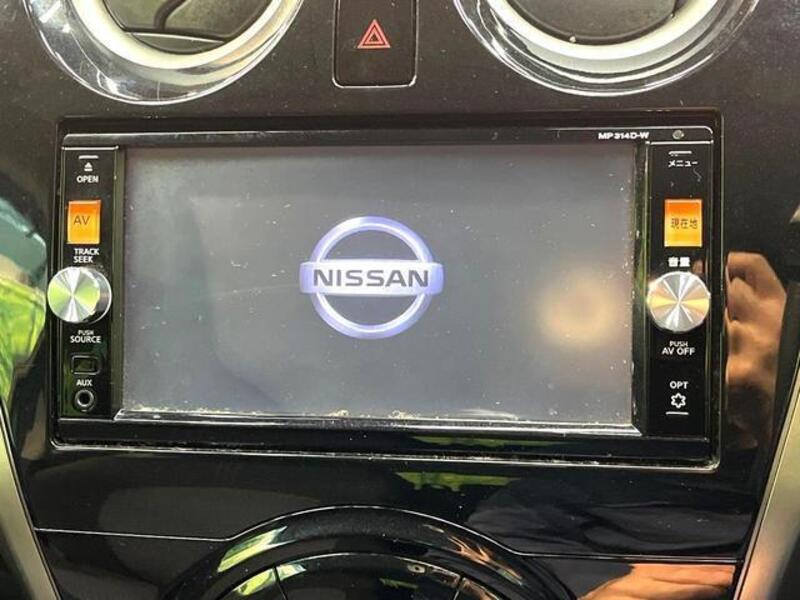 MP314D-W
OPEN
AV
TRACK
SEEK
PUSH
SOURCE
AUX
NISSAN
メニュー
現在地
音量
PUSH
AV OFF
OPT